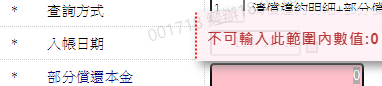 * 查詢方式 1
* 入帳日期
不可輸入此範圍內數值:0
* 部分償還本金 0